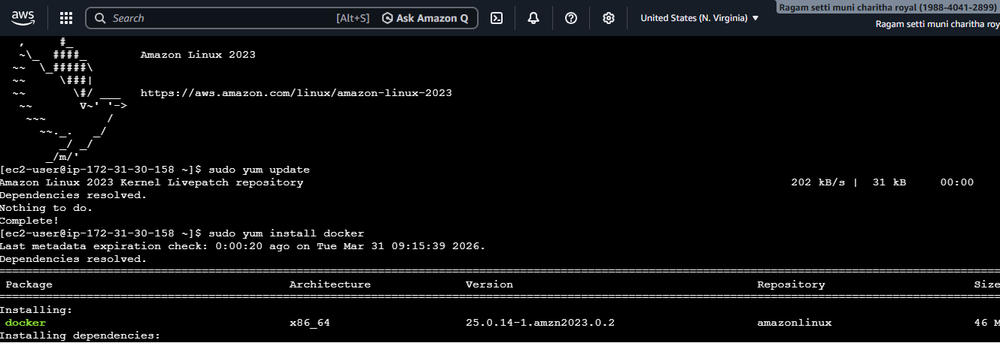 aws Search [Alt+S] Ask Amazon Q United States (N. Virginia) ▼ Ragam setti muni charitha royal (1988-4041-2899)
Ragam setti muni charitha roy
   ,     #_
   ~\_  ####_        Amazon Linux 2023
  ~~  \_#####\
  ~~     \###|
  ~~       \#/ ___   https://aws.amazon.com/linux/amazon-linux-2023
   ~~       V~' '->
    ~~~         /
      ~~._.   _/
         _/ _/
       _/m/'
[ec2-user@ip-172-31-30-158 ~]$ sudo yum update
Amazon Linux 2023 Kernel Livepatch repository 202 kB/s | 31 kB 00:00
Dependencies resolved.
Nothing to do.
Complete!
[ec2-user@ip-172-31-30-158 ~]$ sudo yum install docker
Last metadata expiration check: 0:00:20 ago on Tue Mar 31 09:15:39 2026.
Dependencies resolved.
Package Architecture Version Repository Size
Installing:
docker x86_64 25.0.14-1.amzn2023.0.2 amazonlinux 46 M
Installing dependencies: